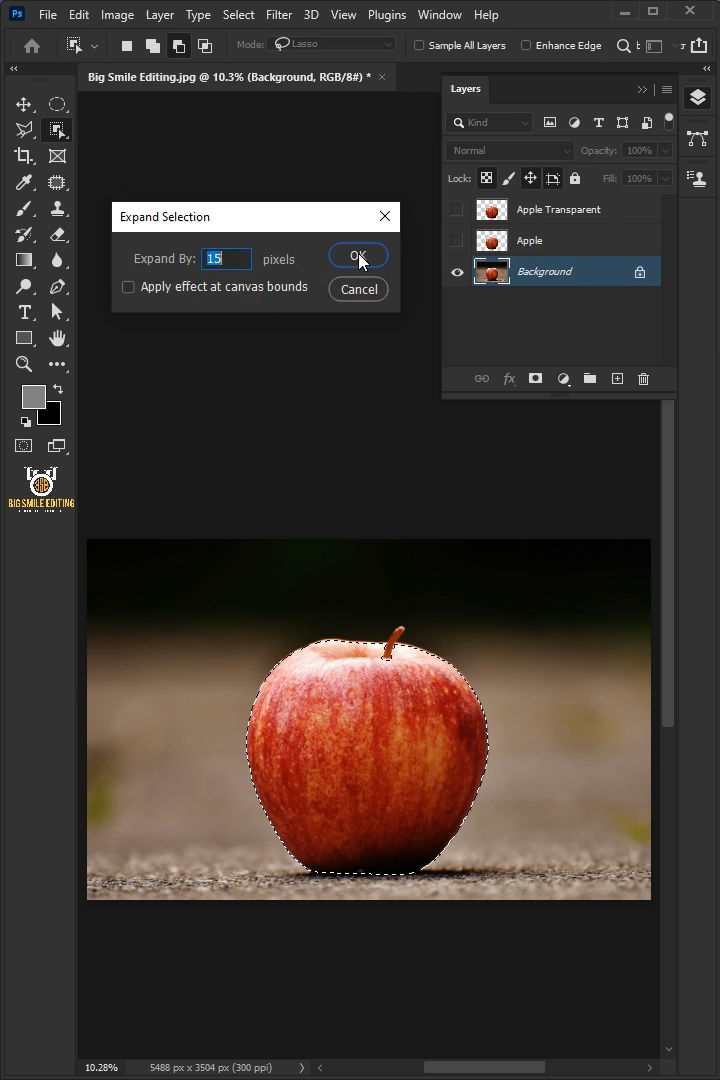 Ps File Edit Image Layer Type Select Filter 3D View Plugins Window Help
Mode: Lasso Sample All Layers Enhance Edge
Big Smile Editing.jpg @ 10.3% (Background, RGB/8#) *
Layers
Kind
Normal Opacity: 100%
Lock: Fill: 100%
Apple Transparent
Apple
Background
fx
Expand Selection
Expand By: 15 pixels
OK
Apply effect at canvas bounds
Cancel
BIG SMILE EDITING
10.28% 5488 px x 3504 px (300 ppi)